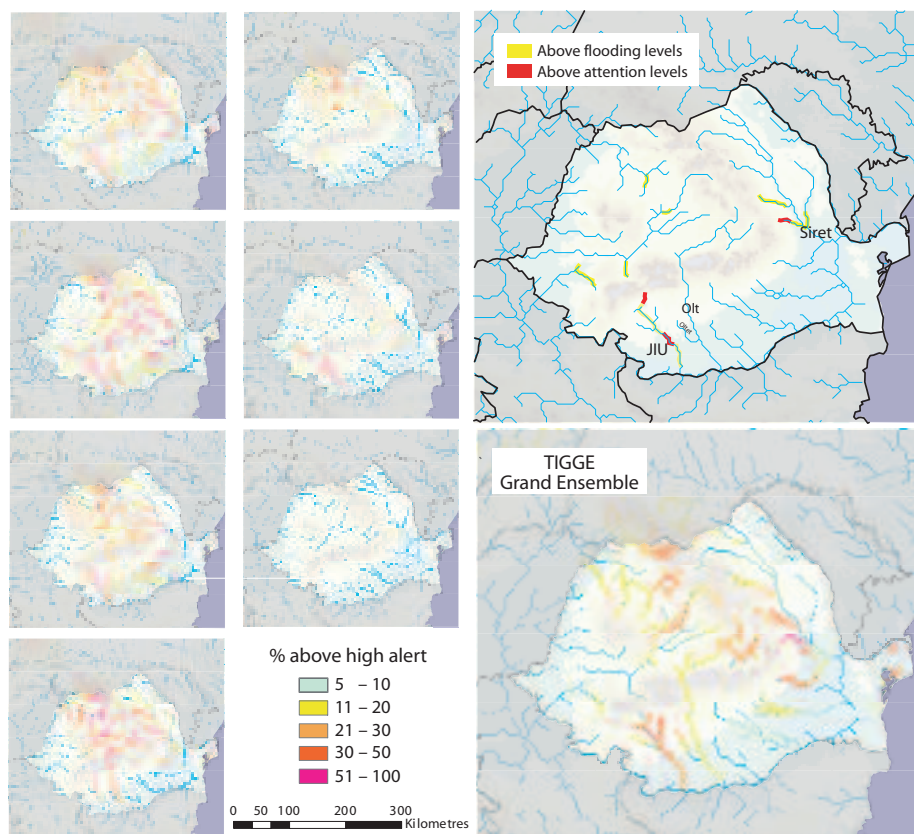 Above flooding levels
Above attention levels
Siret
Olt
Oltet
JIU
TIGGE
Grand Ensemble
% above high alert
5 – 10
11 – 20
21 – 30
30 – 50
51 – 100
0 50 100 200 300
Kilometres